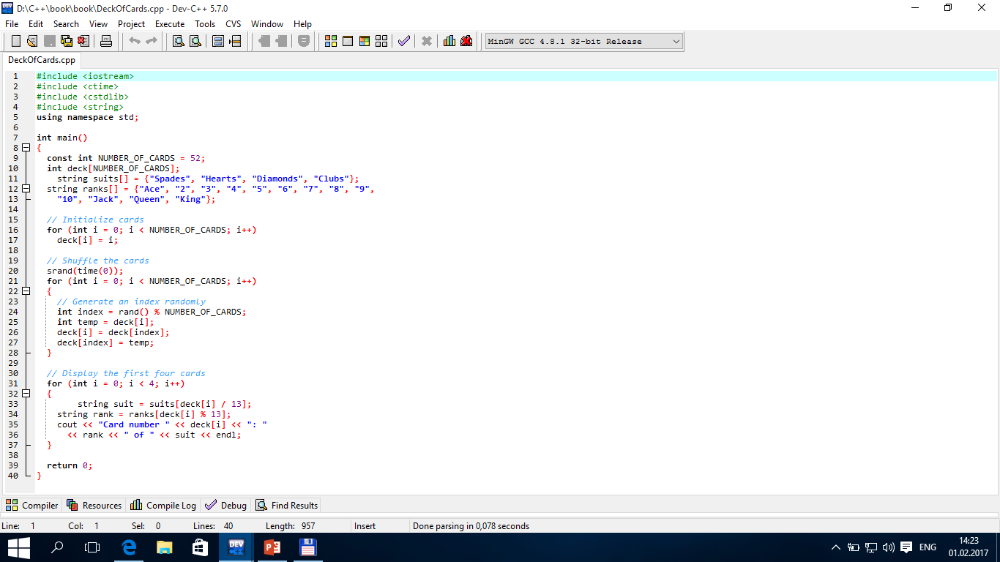 D:\C++\book\book\DeckOfCards.cpp - Dev-C++ 5.7.0
File Edit Search View Project Execute Tools CVS Window Help
MinGW GCC 4.8.1 32-bit Release
DeckOfCards.cpp
1 #include <iostream>
2 #include <ctime>
3 #include <cstdlib>
4 #include <string>
5 using namespace std;
6
7 int main()
8 {
9 const int NUMBER_OF_CARDS = 52;
10 int deck[NUMBER_OF_CARDS];
11 string suits[] = {"Spades", "Hearts", "Diamonds", "Clubs"};
12 string ranks[] = {"Ace", "2", "3", "4", "5", "6", "7", "8", "9",
13 "10", "Jack", "Queen", "King"};
14
15 // Initialize cards
16 for (int i = 0; i < NUMBER_OF_CARDS; i++)
17 deck[i] = i;
18
19 // Shuffle the cards
20 srand(time(0));
21 for (int i = 0; i < NUMBER_OF_CARDS; i++)
22 {
23 // Generate an index randomly
24 int index = rand() % NUMBER_OF_CARDS;
25 int temp = deck[i];
26 deck[i] = deck[index];
27 deck[index] = temp;
28 }
29
30 // Display the first four cards
31 for (int i = 0; i < 4; i++)
32 {
33 string suit = suits[deck[i] / 13];
34 string rank = ranks[deck[i] % 13];
35 cout << "Card number " << deck[i] << ": "
36 << rank << " of " << suit << endl;
37 }
38
39 return 0;
40 }
Compiler Resources Compile Log Debug Find Results
Line: 1 Col: 1 Sel: 0 Lines: 40 Length: 957 Insert Done parsing in 0,078 seconds
DEV
ENG
14:23
01.02.2017